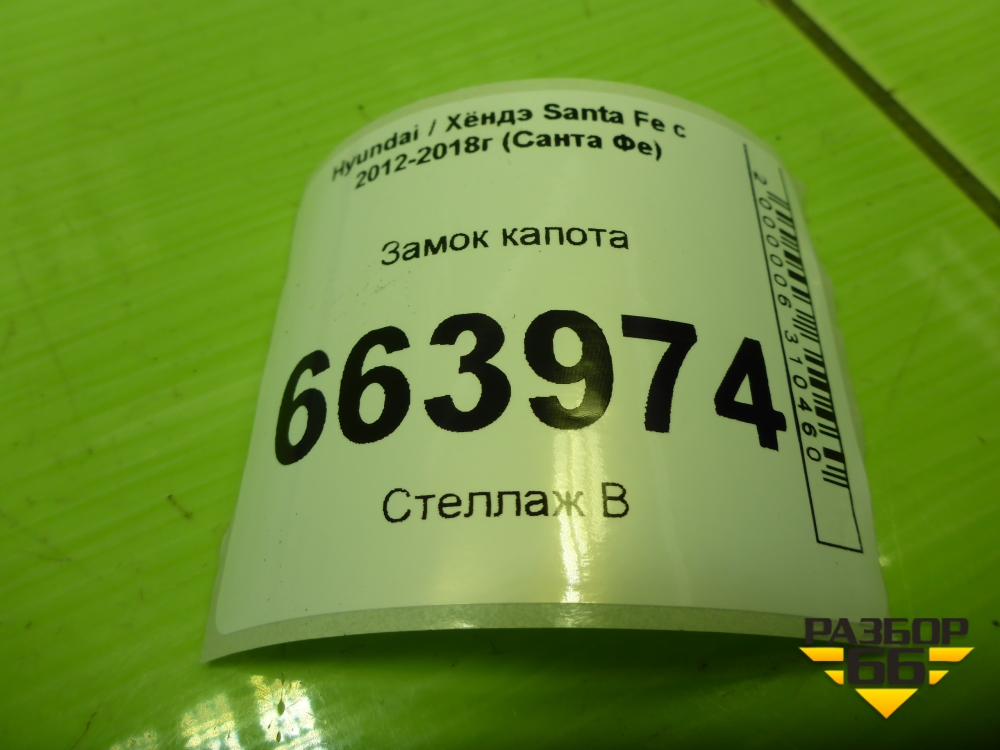 Hyundai / Хёндэ Santa Fe с
2012-2018г (Санта Фе)
Замок капота
663974
Стеллаж В
2000006310460
РАЗБОР
66